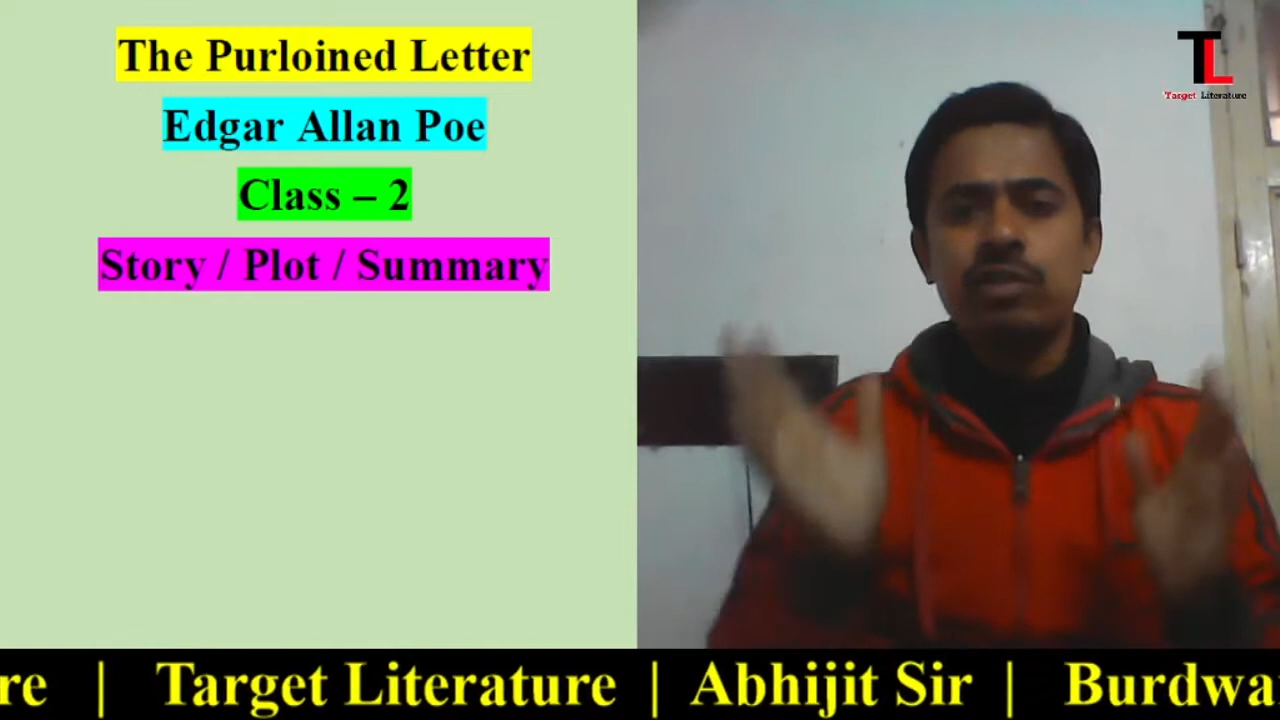 The Purloined Letter
Edgar Allan Poe
Class – 2
Story / Plot / Summary
TL
Target Literature
re | Target Literature | Abhijit Sir | Burdwa